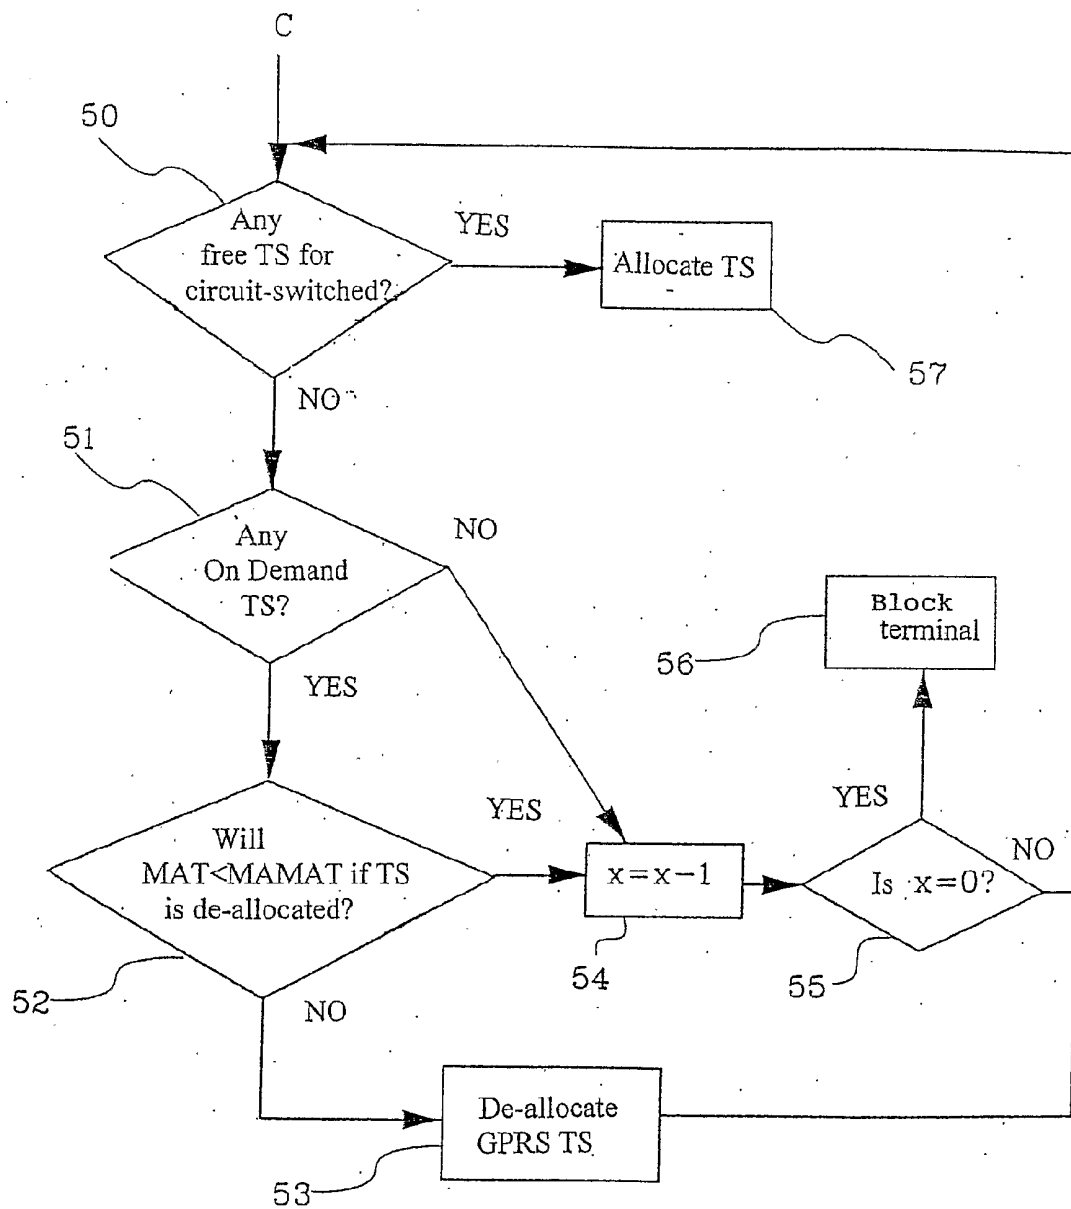 C
50
Any
free TS for
circuit-switched?
YES
Allocate TS
57
NO
51
Any
On Demand
TS?
NO
YES
Block
terminal
56
Will
MAT<MAMAT if TS
is de-allocated?
YES
x=x-1
54
YES
Is x=0?
NO
55
52
NO
De-allocate
GPRS TS
53